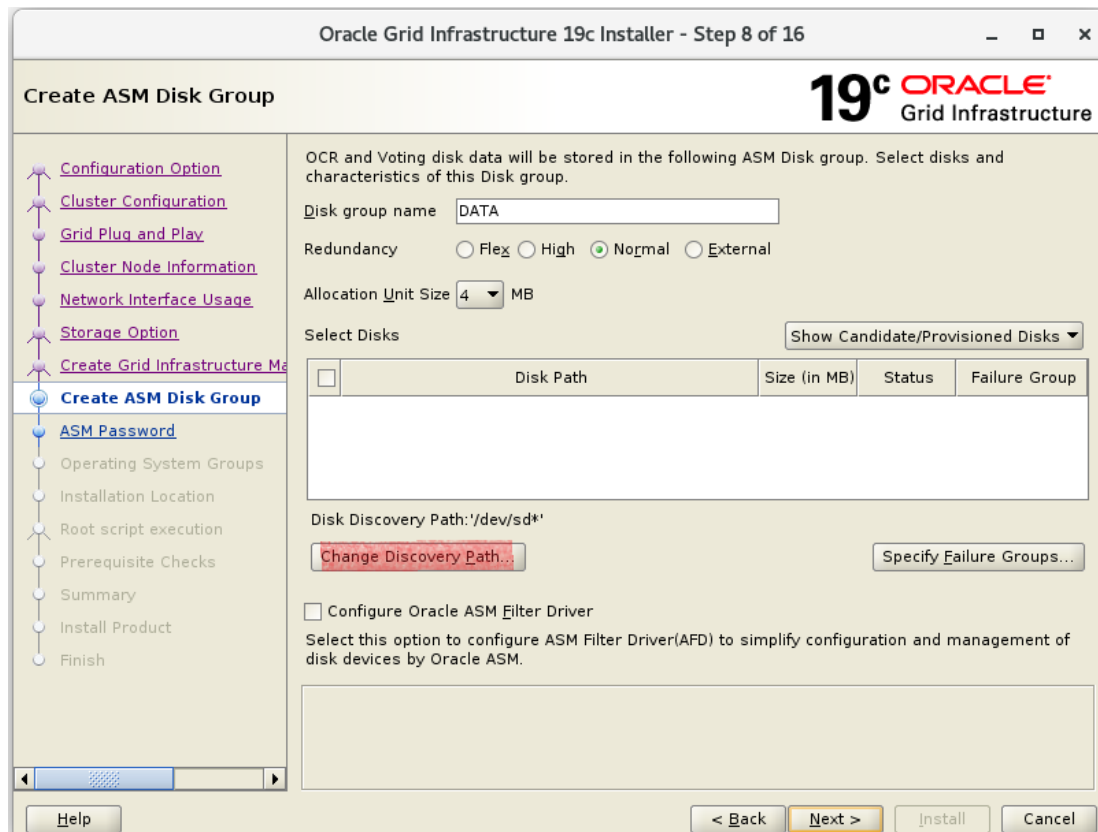 Oracle Grid Infrastructure 19c Installer - Step 8 of 16
Create ASM Disk Group
19c ORACLE
Grid Infrastructure
Configuration Option
Cluster Configuration
Grid Plug and Play
Cluster Node Information
Network Interface Usage
Storage Option
Create Grid Infrastructure Ma
Create ASM Disk Group
ASM Password
Operating System Groups
Installation Location
Root script execution
Prerequisite Checks
Summary
Install Product
Finish
OCR and Voting disk data will be stored in the following ASM Disk group. Select disks and
characteristics of this Disk group.
Disk group name DATA
Redundancy Flex High Normal External
Allocation Unit Size 4 MB
Select Disks Show Candidate/Provisioned Disks
Disk Path Size (in MB) Status Failure Group
Disk Discovery Path:'/dev/sd*'
Change Discovery Path... Specify Failure Groups...
Configure Oracle ASM Filter Driver
Select this option to configure ASM Filter Driver(AFD) to simplify configuration and management of
disk devices by Oracle ASM.
Help < Back Next > Install Cancel